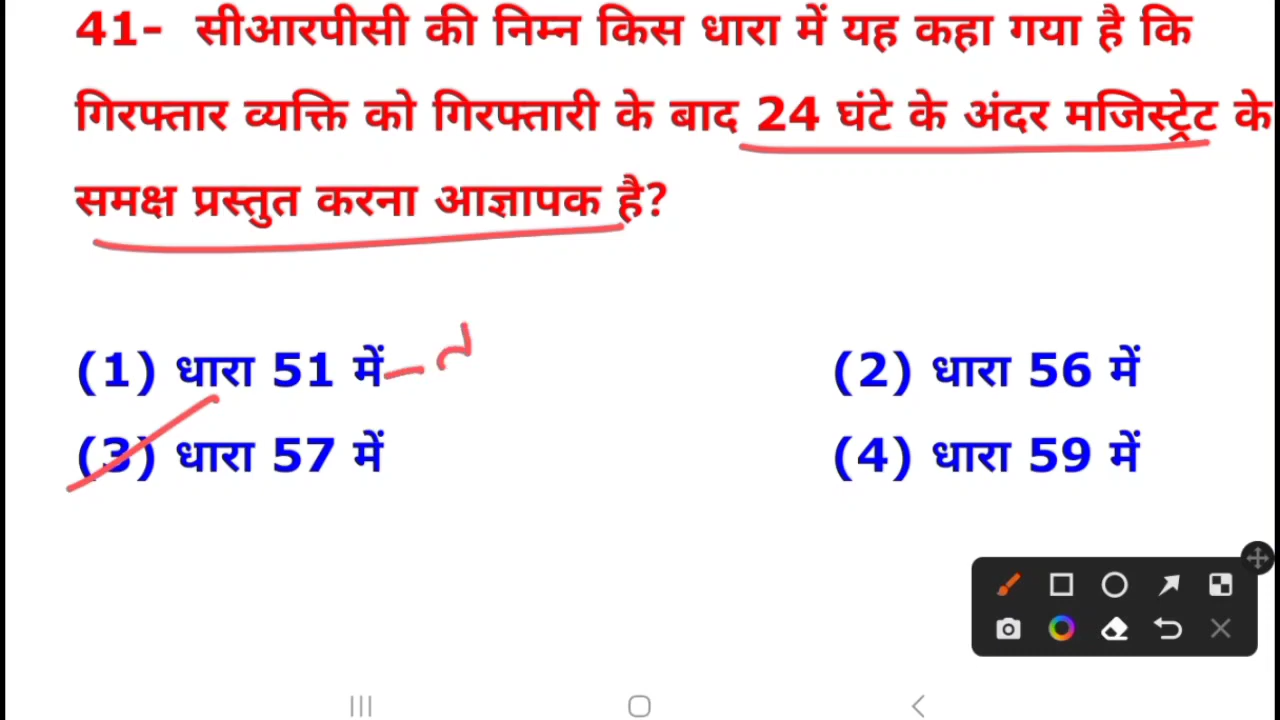 41- सीआरपीसी की निम्न किस धारा में यह कहा गया है कि
गिरफ्तार व्यक्ति को गिरफ्तारी के बाद 24 घंटे के अंदर मजिस्ट्रेट के
समक्ष प्रस्तुत करना आज्ञापक है?
(1) धारा 51 में
(2) धारा 56 में
(3) धारा 57 में
(4) धारा 59 में